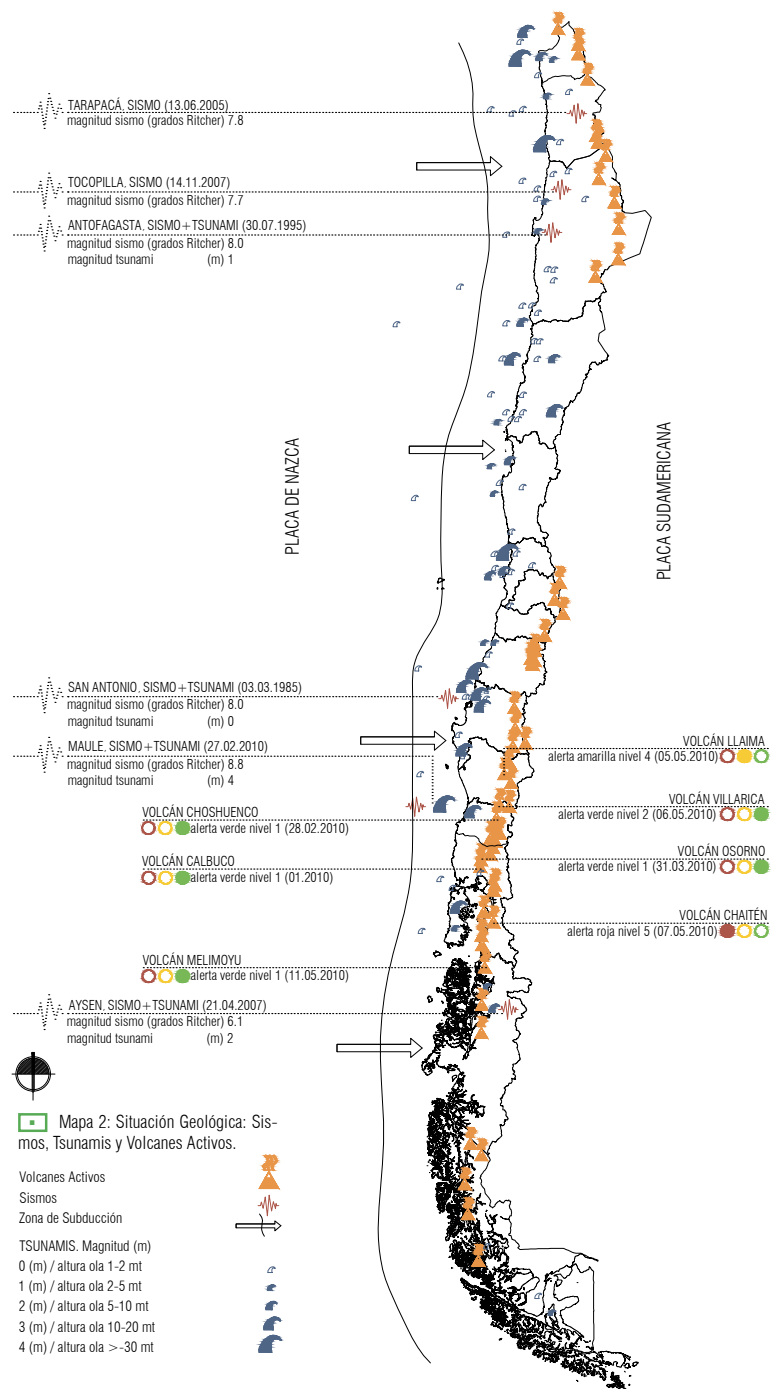 TARAPACÁ, SISMO (13.06.2005)
magnitud sismo (grados Ritcher) 7.8
TOCOPILLA, SISMO (14.11.2007)
magnitud sismo (grados Ritcher) 7.7
ANTOFAGASTA, SISMO+TSUNAMI (30.07.1995)
magnitud sismo (grados Ritcher) 8.0
magnitud tsunami (m) 1
PLACA DE NAZCA
PLACA SUDAMERICANA
SAN ANTONIO, SISMO+TSUNAMI (03.03.1985)
magnitud sismo (grados Ritcher) 8.0
magnitud tsunami (m) 0
MAULE, SISMO+TSUNAMI (27.02.2010)
magnitud sismo (grados Ritcher) 8.8
magnitud tsunami (m) 4
VOLCÁN LLAIMA
alerta amarilla nivel 4 (05.05.2010)
VOLCÁN CHOSHUENCO
alerta verde nivel 1 (28.02.2010)
VOLCÁN VILLARICA
alerta verde nivel 2 (06.05.2010)
VOLCÁN CALBUCO
alerta verde nivel 1 (01.2010)
VOLCÁN OSORNO
alerta verde nivel 1 (31.03.2010)
VOLCÁN CHAITÉN
alerta roja nivel 5 (07.05.2010)
VOLCÁN MELIMOYU
alerta verde nivel 1 (11.05.2010)
AYSEN, SISMO+TSUNAMI (21.04.2007)
magnitud sismo (grados Ritcher) 6.1
magnitud tsunami (m) 2
Mapa 2: Situación Geológica: Sis-
mos, Tsunamis y Volcanes Activos.
Volcanes Activos
Sismos
Zona de Subducción
TSUNAMIS. Magnitud (m)
0 (m) / altura ola 1-2 mt
1 (m) / altura ola 2-5 mt
2 (m) / altura ola 5-10 mt
3 (m) / altura ola 10-20 mt
4 (m) / altura ola >-30 mt